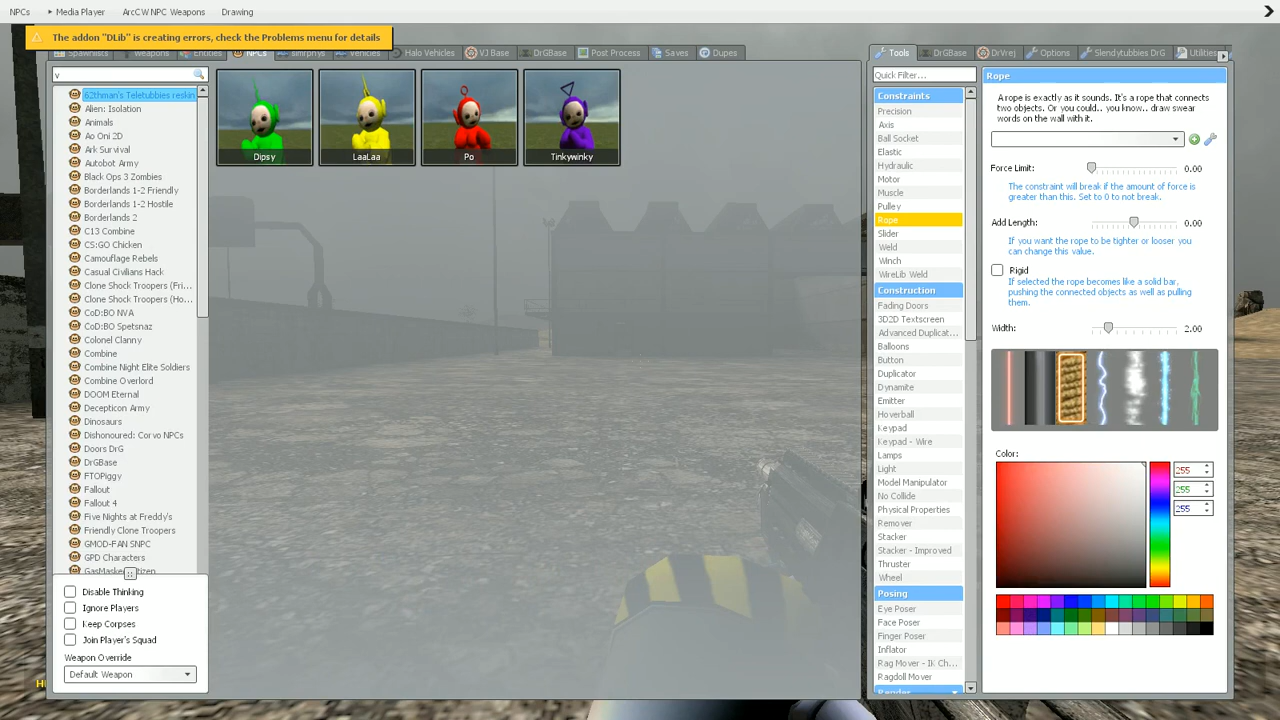 NPCs
Media Player
ArcCW NPC Weapons
Drawing
The addon "DLib" is creating errors, check the Problems menu for details
Spawnlists
Weapons
Entities
NPCs
simfphys
Vehicles
Halo Vehicles
VJ Base
DrGBase
Post Process
Saves
Dupes
v
62thman's Teletubbies reskin
Alien: Isolation
Animals
Ao Oni 2D
Ark Survival
Autobot Army
Black Ops 3 Zombies
Borderlands 1-2 Friendly
Borderlands 1-2 Hostile
Borderlands 2
C13 Combine
CS:GO Chicken
Camouflage Rebels
Casual Civilians Hack
Clone Shock Troopers (Fri...
Clone Shock Troopers (Ho...
CoD:BO NVA
CoD:BO Spetsnaz
Colonel Clanny
Combine
Combine Night Elite Soldiers
Combine Overlord
DOOM Eternal
Decepticon Army
Dinosaurs
Dishonoured: Corvo NPCs
Doors DrG
DrGBase
FTOPiggy
Fallout
Fallout 4
Five Nights at Freddy's
Friendly Clone Troopers
GMOD-FAN SNPC
GPD Characters
Disable Thinking
Ignore Players
Keep Corpses
Join Player's Squad
Weapon Override
Default Weapon
Dipsy
LaaLaa
Po
Tinkywinky
Tools
DrGBase
DrVrej
Options
Slendytubbies DrG
Utilities
Quick Filter...
Constraints
Precision
Axis
Ball Socket
Elastic
Hydraulic
Motor
Muscle
Pulley
Rope
Slider
Weld
Winch
WireLib Weld
Construction
Fading Doors
3D2D Textscreen
Advanced Duplicat...
Balloons
Button
Duplicator
Dynamite
Emitter
Hoverball
Keypad
Keypad - Wire
Lamps
Light
Model Manipulator
No Collide
Physical Properties
Remover
Stacker
Stacker - Improved
Thruster
Wheel
Posing
Eye Poser
Face Poser
Finger Poser
Inflator
Rag Mover - IK Ch...
Ragdoll Mover
Render
Rope
A rope is exactly as it sounds. It's a rope that connects
two objects. Or you could.. you know.. draw swear
words on the wall with it.
Force Limit:
0.00
The constraint will break if the amount of force is
greater than this. Set to 0 to not break.
Add Length:
0.00
If you want the rope to be tighter or looser you
can change this value.
Rigid
If selected the rope becomes like a solid bar,
pushing the connected objects as well as pulling
them.
Width:
2.00
Color:
255
255
255